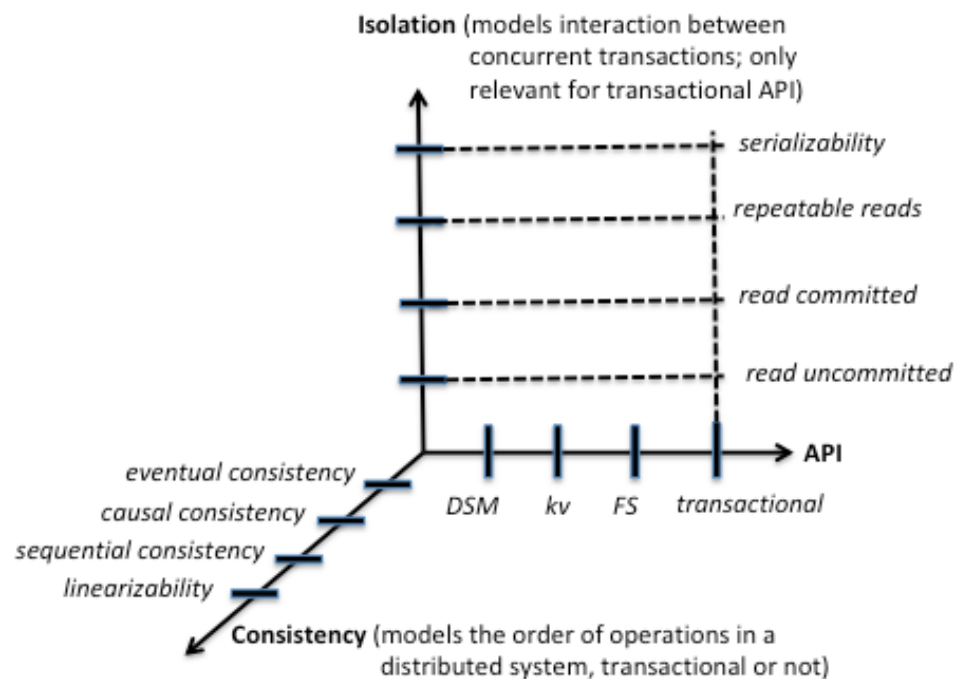 Isolation (models interaction between
concurrent transactions; only
relevant for transactional API)
serializability
repeatable reads
read committed
read uncommitted
API
DSM kv FS transactional
eventual consistency
causal consistency
sequential consistency
linearizability
Consistency (models the order of operations in a
distributed system, transactional or not)